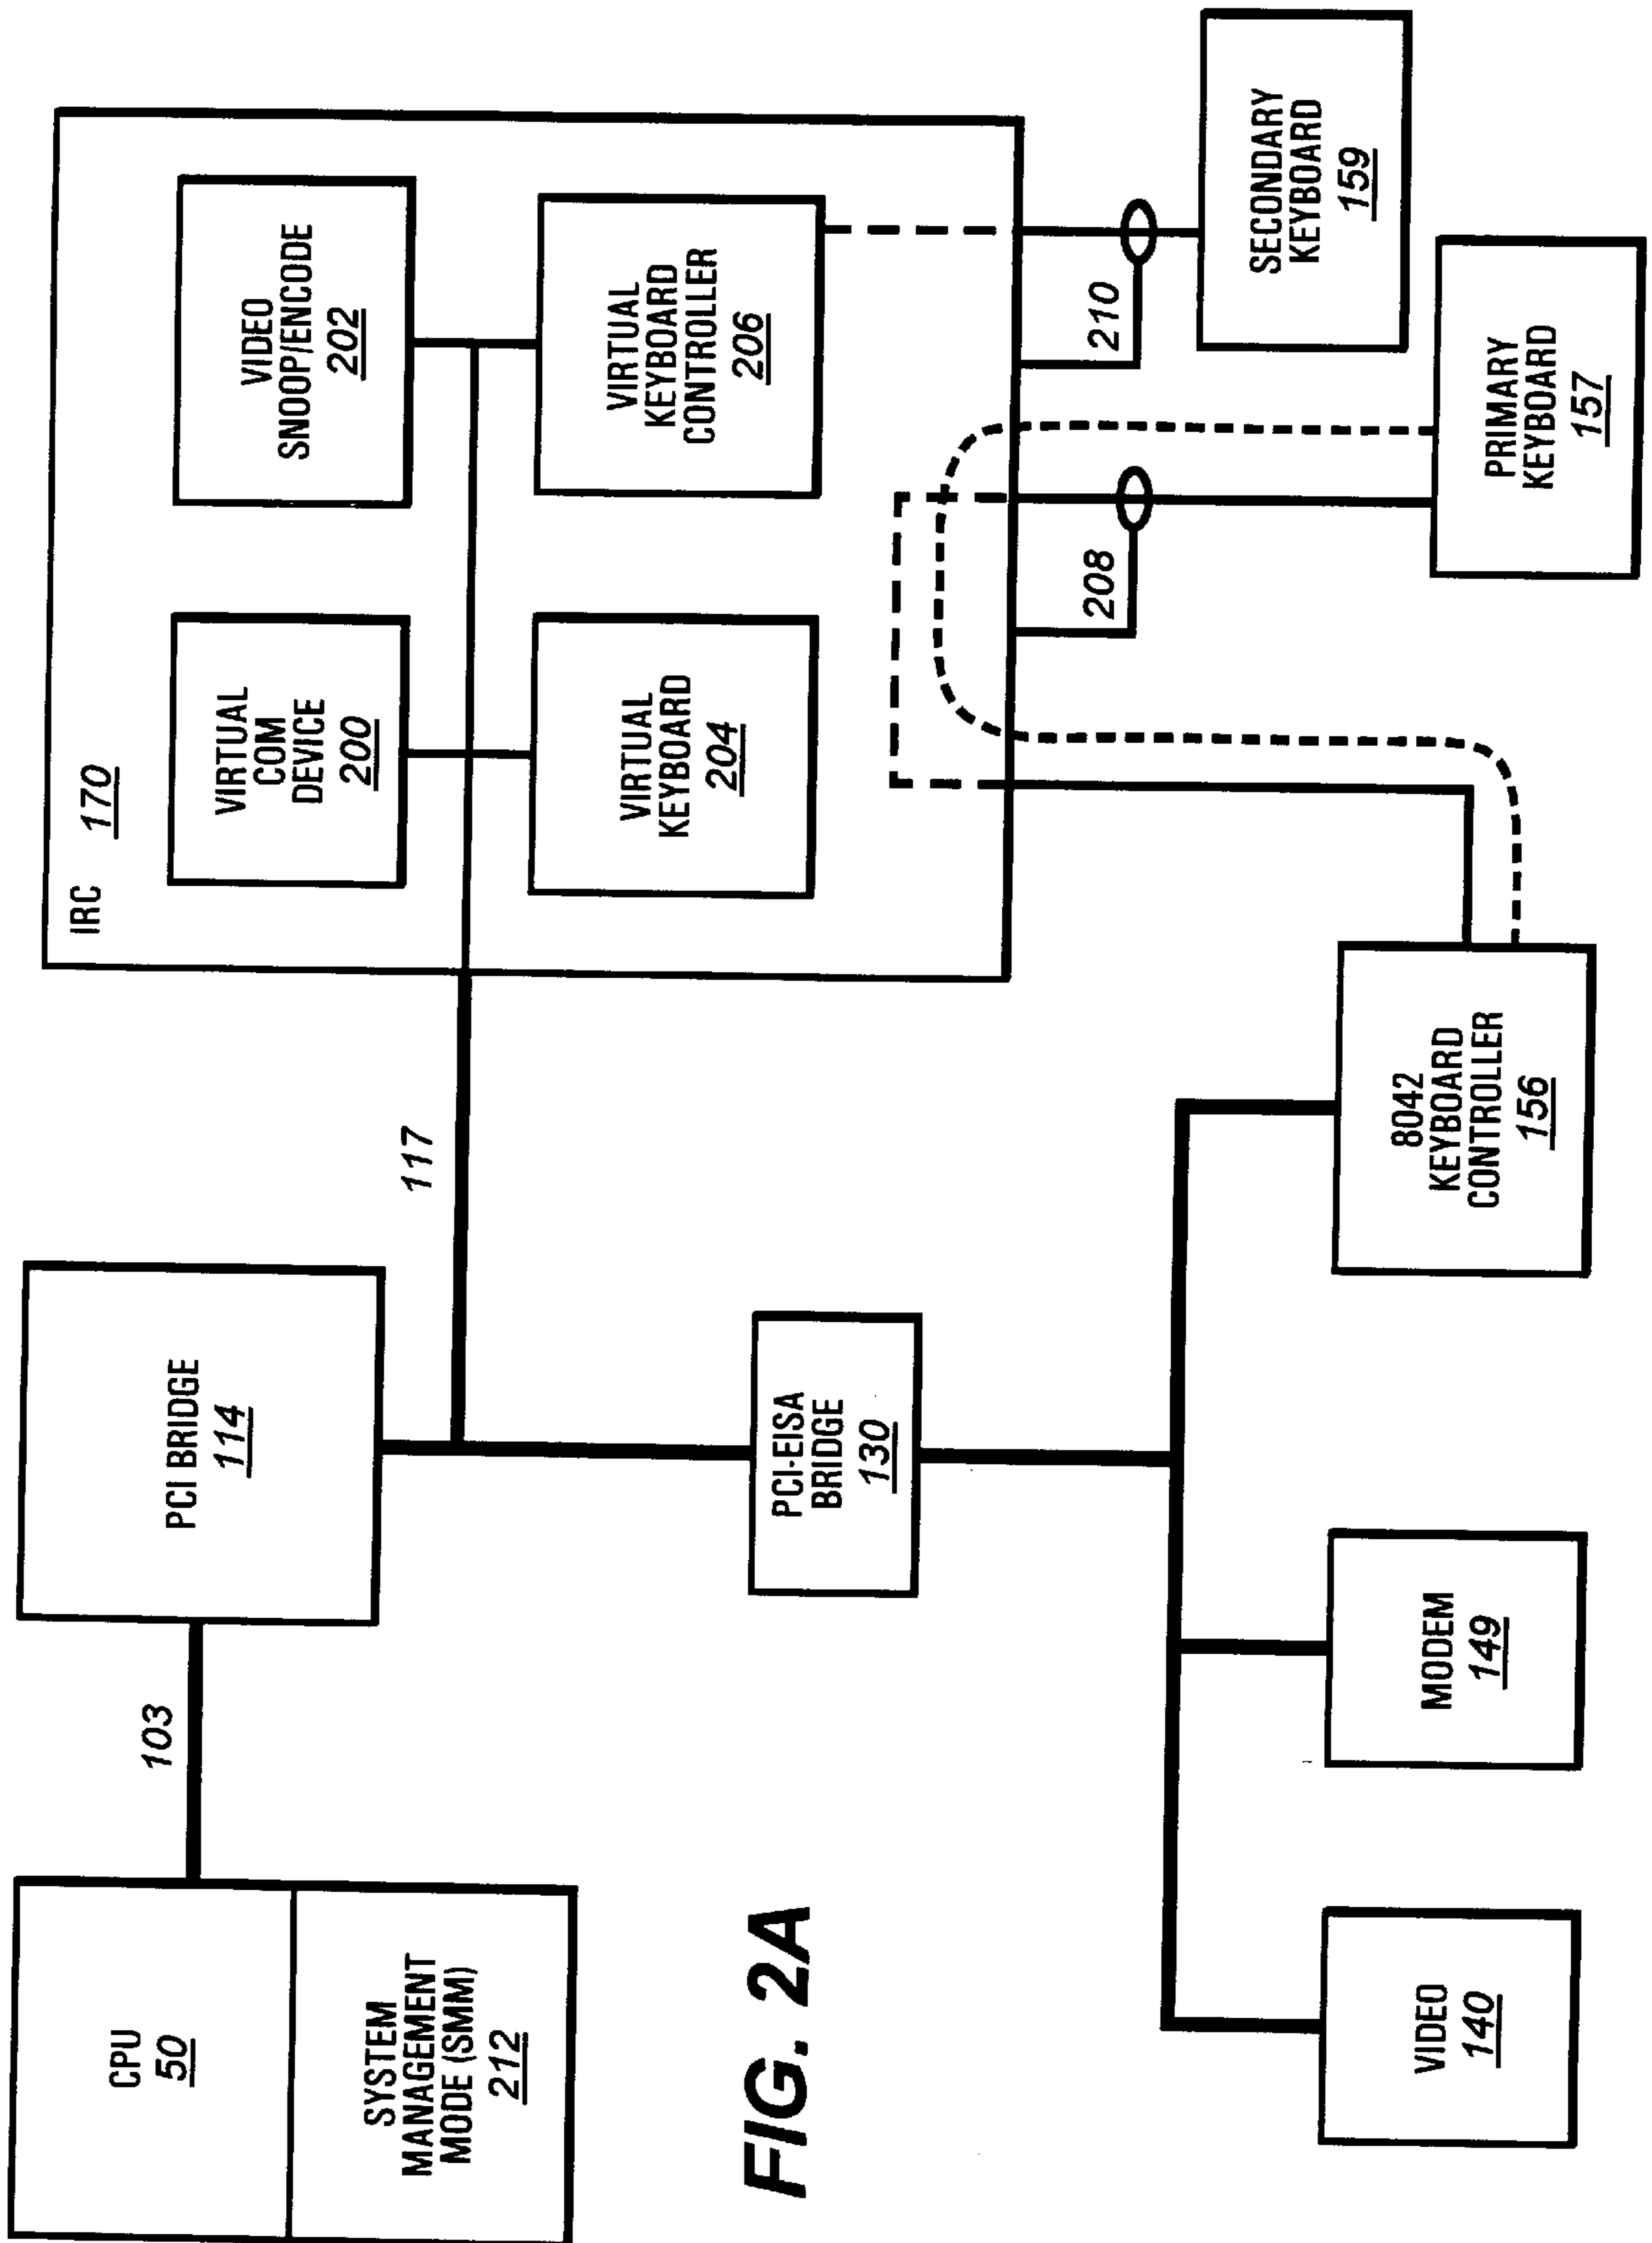 CPU
50
SYSTEM
MANAGEMENT
MODE (SMM)
212
103
PCI BRIDGE
114
117
IRC
170
VIRTUAL
COM
DEVICE
200
VIDEO
SNOOP/ENCODE
202
VIRTUAL
KEYBOARD
204
VIRTUAL
KEYBOARD
CONTROLLER
206
PCI-EISA
BRIDGE
130
208
210
SECONDARY
KEYBOARD
159
PRIMARY
KEYBOARD
157
VIDEO
140
MODEM
149
8042
KEYBOARD
CONTROLLER
156
FIG. 2A